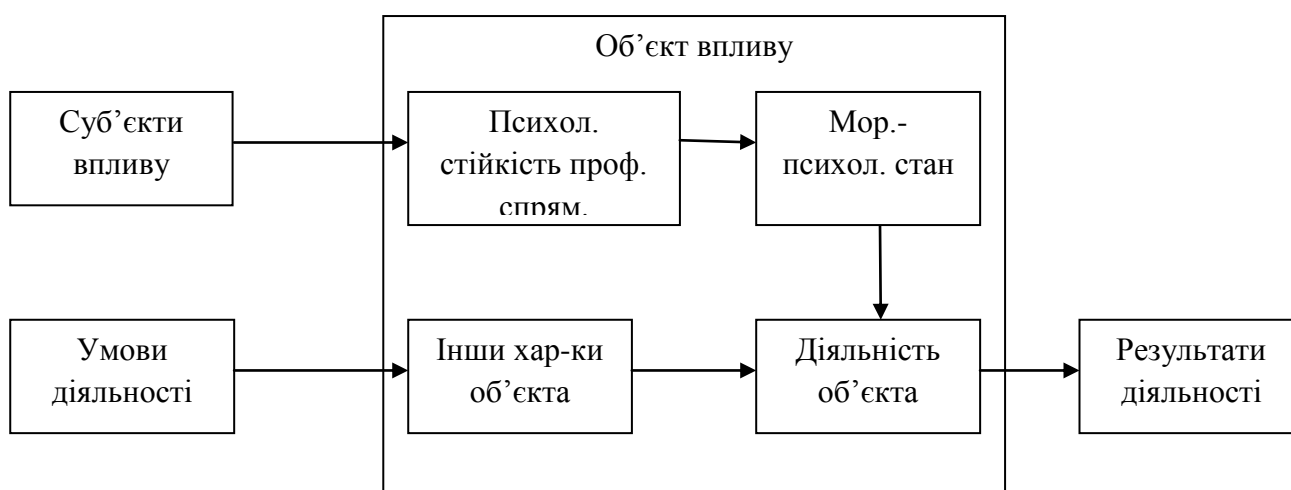 Об’єкт впливу
Суб’єкти
впливу
Психол.
стійкість проф.
спрям.
Мор.-
психол. стан
Умови
діяльності
Інши хар-ки
об’єкта
Діяльність
об’єкта
Результати
діяльності